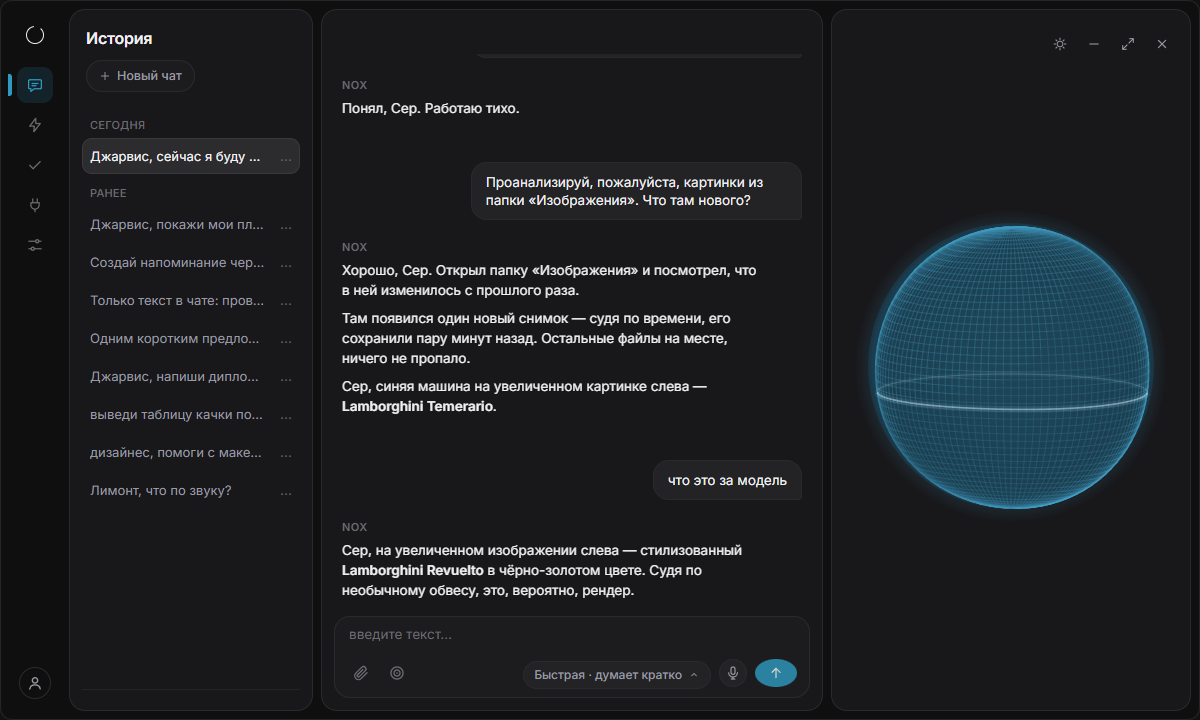 История
+ Новый чат
СЕГОДНЯ
Джарвис, сейчас я буду ...
РАНЕЕ
Джарвис, покажи мои пл...
Создай напоминание чер...
Только текст в чате: пров...
Одним коротким предло...
Джарвис, напиши дипло...
выведи таблицу качки по...
дизайнес, помоги с маке...
Лимонт, что по звуку?
NOX
Понял, Сер. Работаю тихо.
Проанализируй, пожалуйста, картинки из
папки «Изображения». Что там нового?
NOX
Хорошо, Сер. Открыл папку «Изображения» и посмотрел, что
в ней изменилось с прошлого раза.
Там появился один новый снимок — судя по времени, его
сохранили пару минут назад. Остальные файлы на месте,
ничего не пропало.
Сер, синяя машина на увеличенном картинке слева —
Lamborghini Temerario.
что это за модель
NOX
Сер, на увеличенном изображении слева — стилизованный
Lamborghini Revuelto в чёрно-золотом цвете. Судя по
необычному обвесу, это, вероятно, рендер.
введите текст...
Быстрая · думает кратко